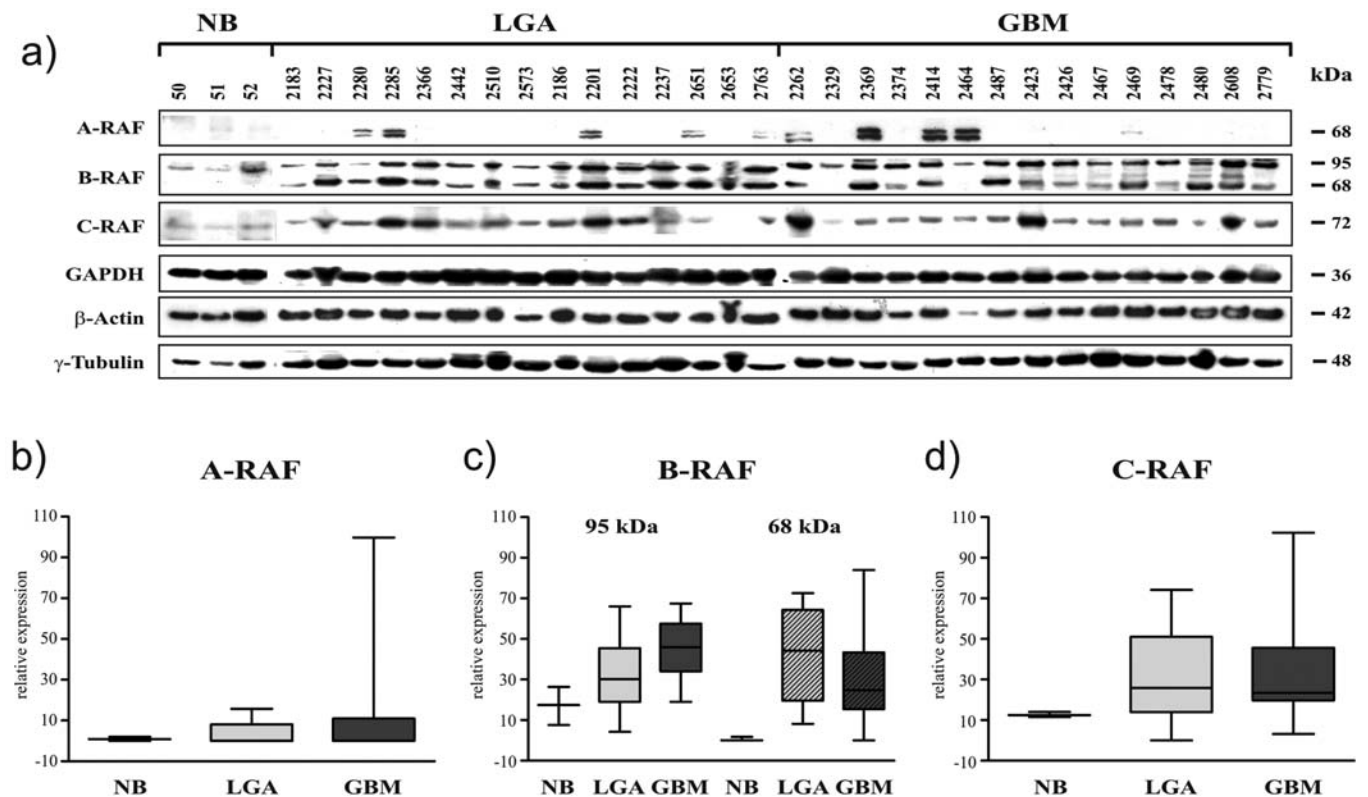 a)
NB LGA GBM
50 51 52 2183 2227 2280 2285 2366 2442 2510 2573 2186 2201 2222 2237 2651 2653 2763 2262 2329 2369 2374 2414 2464 2487 2423 2426 2467 2469 2478 2480 2608 2779 kDa
A-RAF 68
B-RAF 95
68
C-RAF 72
GAPDH 36
β-Actin 42
γ-Tubulin 48
b)
A-RAF
relative expression
110
90
70
50
30
10
-10
NB LGA GBM
c)
B-RAF
95 kDa 68 kDa
relative expression
110
90
70
50
30
10
-10
NB LGA GBM NB LGA GBM
d)
C-RAF
relative expression
110
90
70
50
30
10
-10
NB LGA GBM